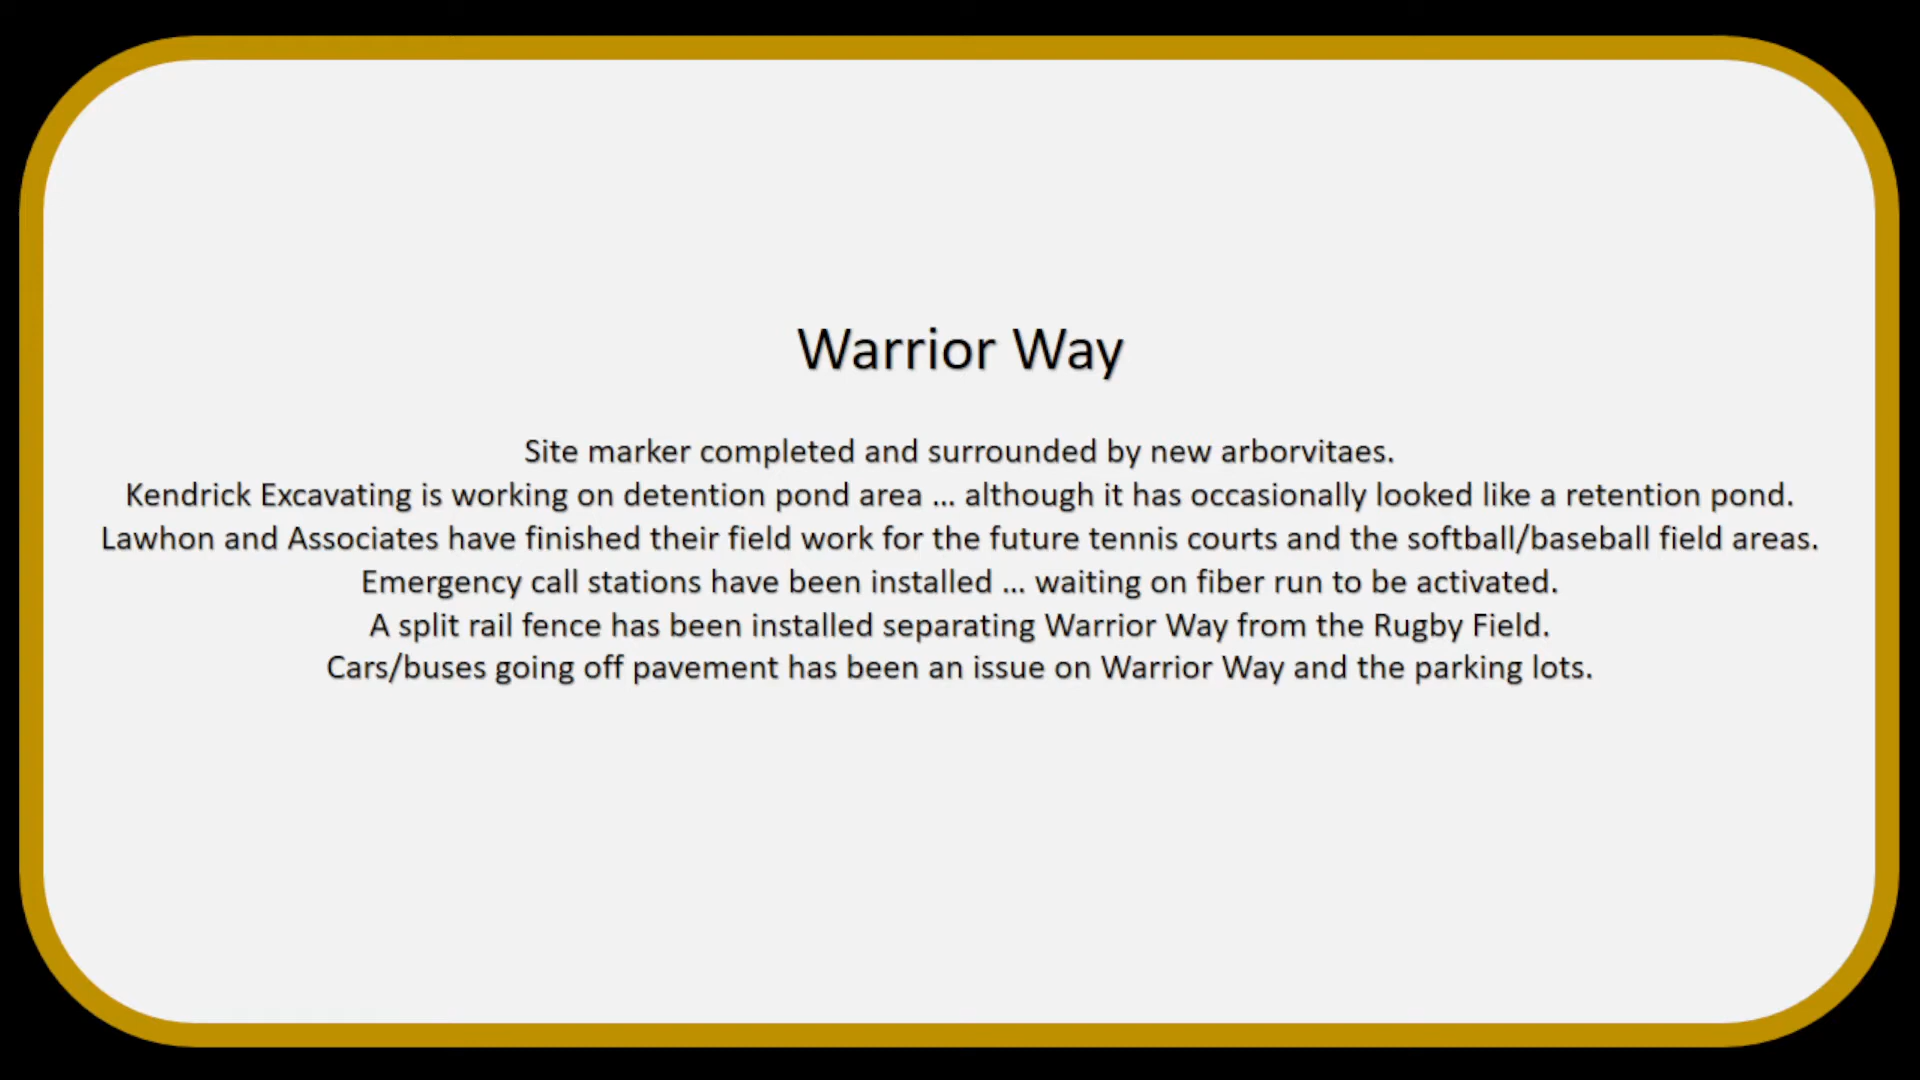 Warrior Way
Site marker completed and surrounded by new arborvitaes.
Kendrick Excavating is working on detention pond area ... although it has occasionally looked like a retention pond.
Lawhon and Associates have finished their field work for the future tennis courts and the softball/baseball field areas.
Emergency call stations have been installed ... waiting on fiber run to be activated.
A split rail fence has been installed separating Warrior Way from the Rugby Field.
Cars/buses going off pavement has been an issue on Warrior Way and the parking lots.